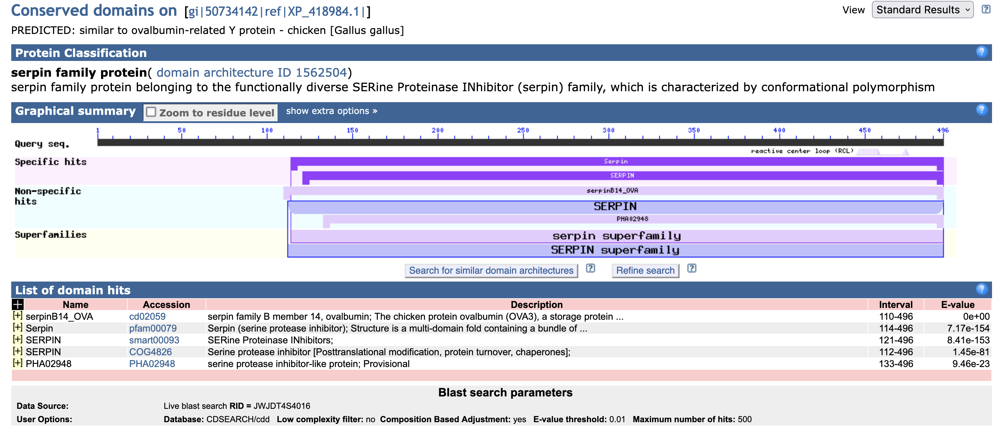 Conserved domains on [gi|50734142|ref|XP_418984.1|]
View Standard Results ?
PREDICTED: similar to ovalbumin-related Y protein - chicken [Gallus gallus]
Protein Classification ?
serpin family protein( domain architecture ID 1562504)
serpin family protein belonging to the functionally diverse SERine Proteinase INhibitor (serpin) family, which is characterized by conformational polymorphism
Graphical summary Zoom to residue level show extra options » ?
1 50 100 150 200 250 300 350 400 450 496
Query seq.
reactive center loop (RCL)
Specific hits Serpin
SERPIN
Non-specific hits serpinB14_OVA
SERPIN
PHA02948
Superfamilies serpin superfamily
SERPIN superfamily
Search for similar domain architectures ? Refine search ?
List of domain hits ?
+ Name Accession Description Interval E-value
[+] serpinB14_OVA cd02059 serpin family B member 14, ovalbumin; The chicken protein ovalbumin (OVA3), a storage protein ... 110-496 0e+00
[+] Serpin pfam00079 Serpin (serine protease inhibitor); Structure is a multi-domain fold containing a bundle of ... 114-496 7.17e-154
[+] SERPIN smart00093 SERine Proteinase INhibitors; 121-496 8.41e-153
[+] SERPIN COG4826 Serine protease inhibitor [Posttranslational modification, protein turnover, chaperones]; 112-496 1.45e-81
[+] PHA02948 PHA02948 serine protease inhibitor-like protein; Provisional 133-496 9.46e-23
Blast search parameters
Data Source: Live blast search RID = JWJDT4S4016
User Options: Database: CDSEARCH/cdd Low complexity filter: no Composition Based Adjustment: yes E-value threshold: 0.01 Maximum number of hits: 500